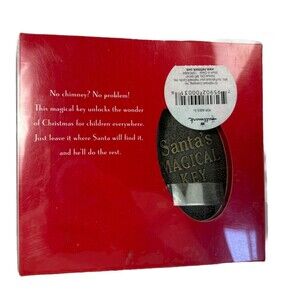 No chimney? No problem!
This magical key unlocks the wonder
of Christmas for children everywhere.
Just leave it where Santa will find it,
and he'll do the rest.
Hallmark
Santa's
MAGICAL
KEY